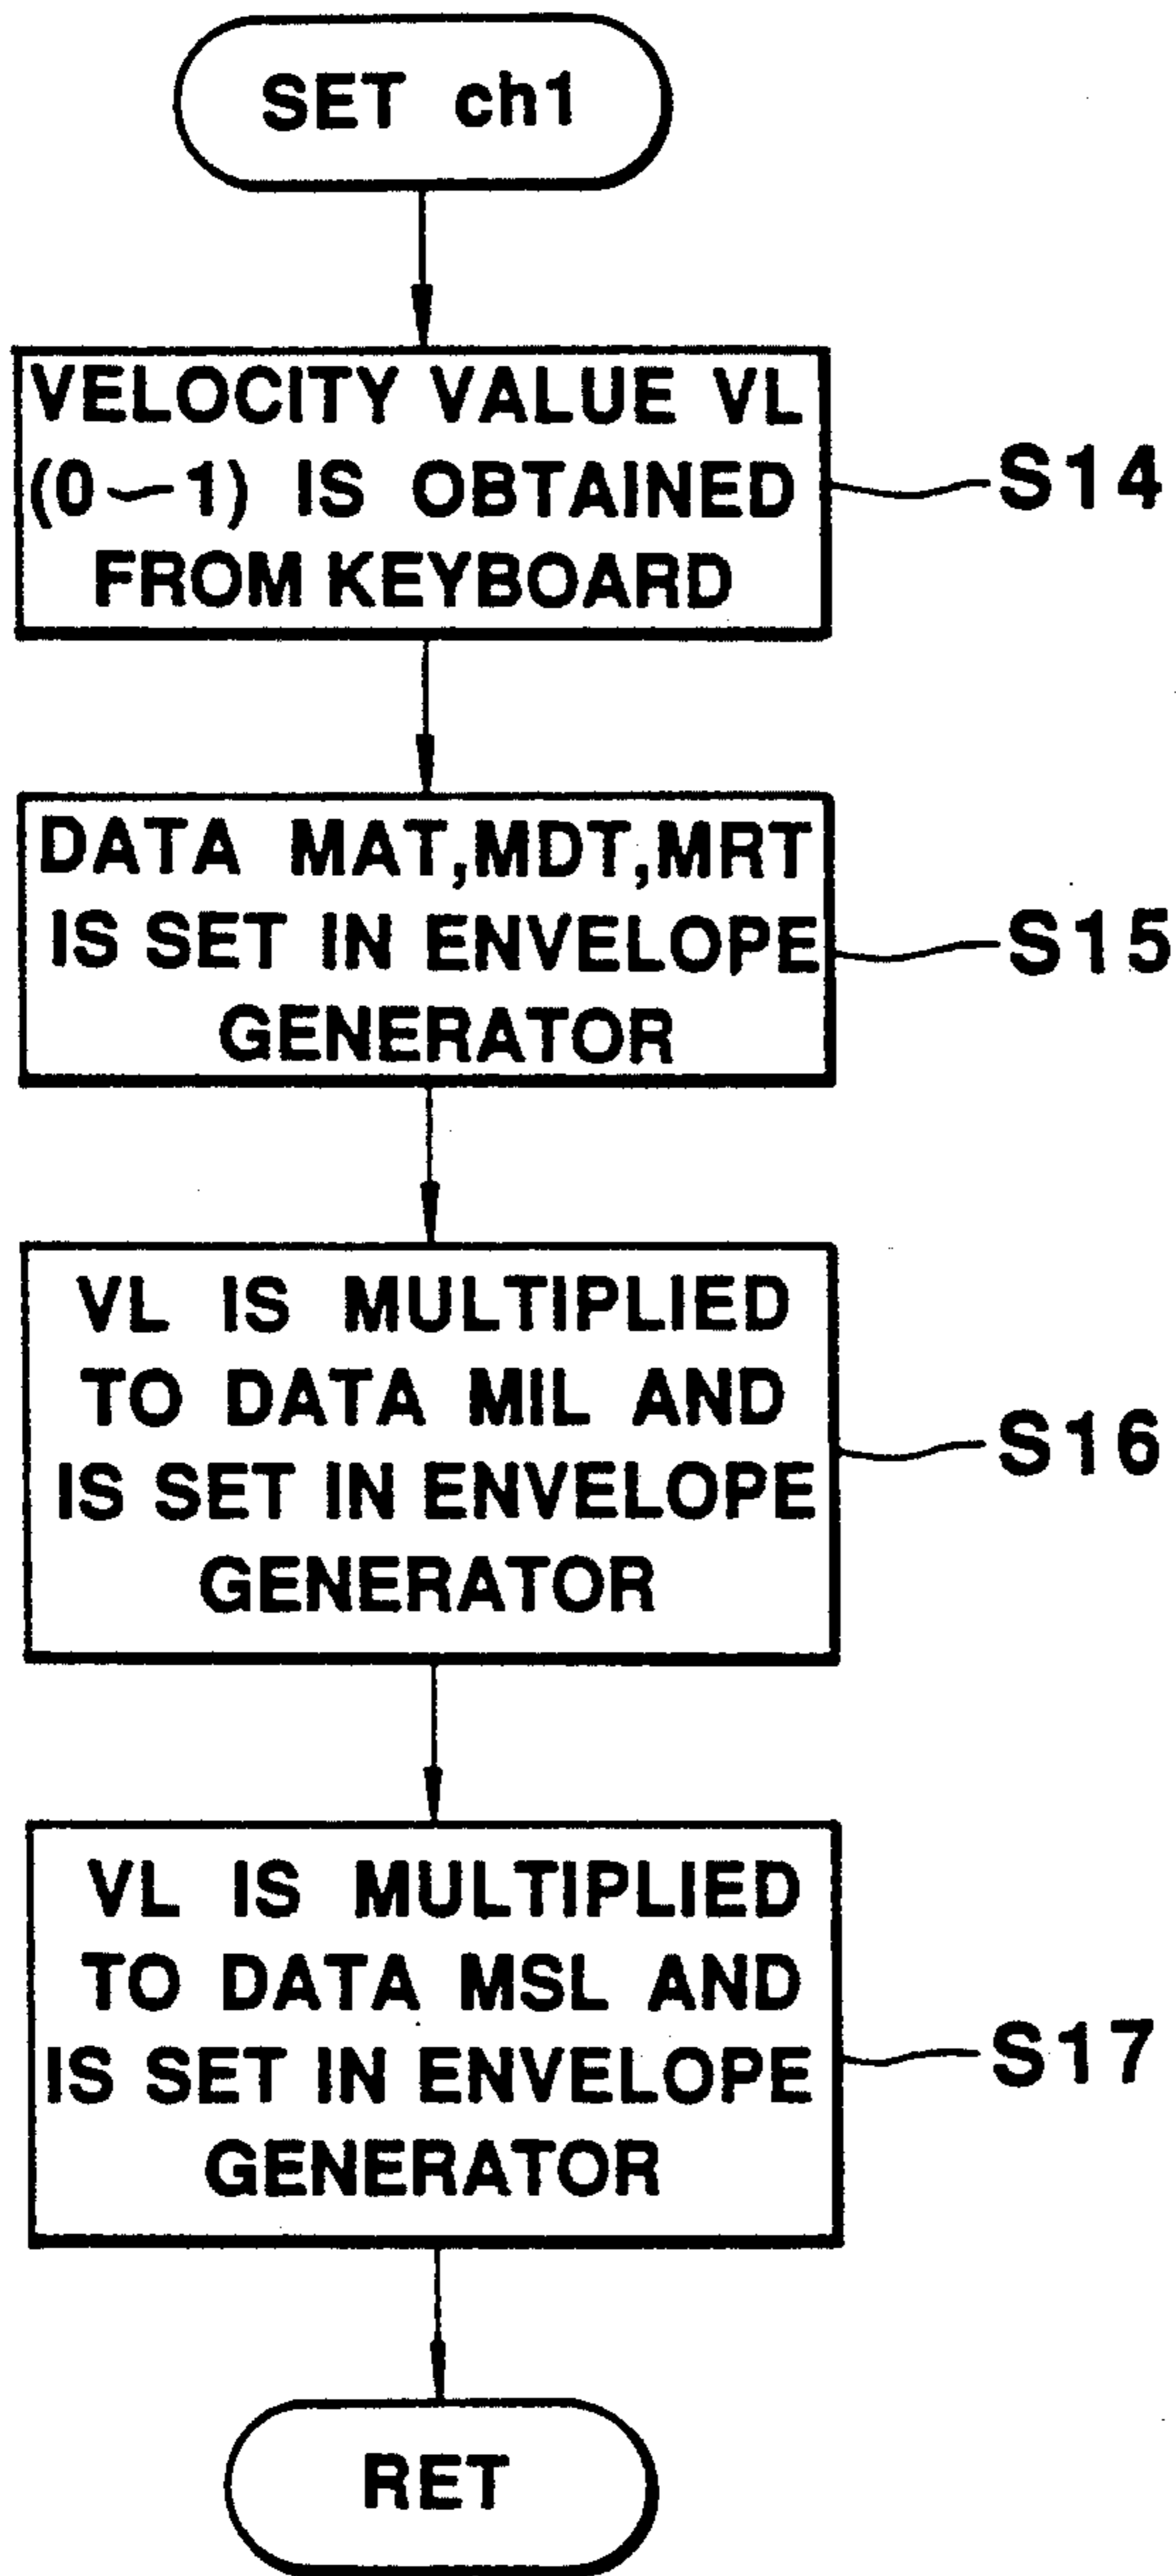 SET ch1
VELOCITY VALUE VL
(0~1) IS OBTAINED
FROM KEYBOARD
S14
DATA MAT,MDT,MRT
IS SET IN ENVELOPE
GENERATOR
S15
VL IS MULTIPLIED
TO DATA MIL AND
IS SET IN ENVELOPE
GENERATOR
S16
VL IS MULTIPLIED
TO DATA MSL AND
IS SET IN ENVELOPE
GENERATOR
S17
RET